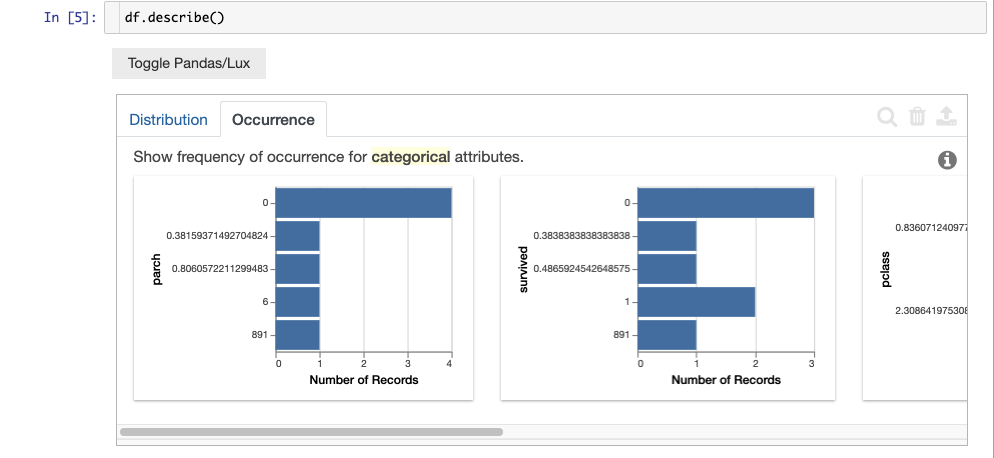 In [5]: df.describe()
Toggle Pandas/Lux
Distribution Occurrence
Show frequency of occurrence for categorical attributes.
parch
0
0.38159371492704824
0.8060572211299483
6
891
0 1 2 3 4
Number of Records
survived
0
0.3838383838383838
0.4865924542648575
1
891
0 1 2 3
Number of Records
pclass
0.836071240977
2.308641975308